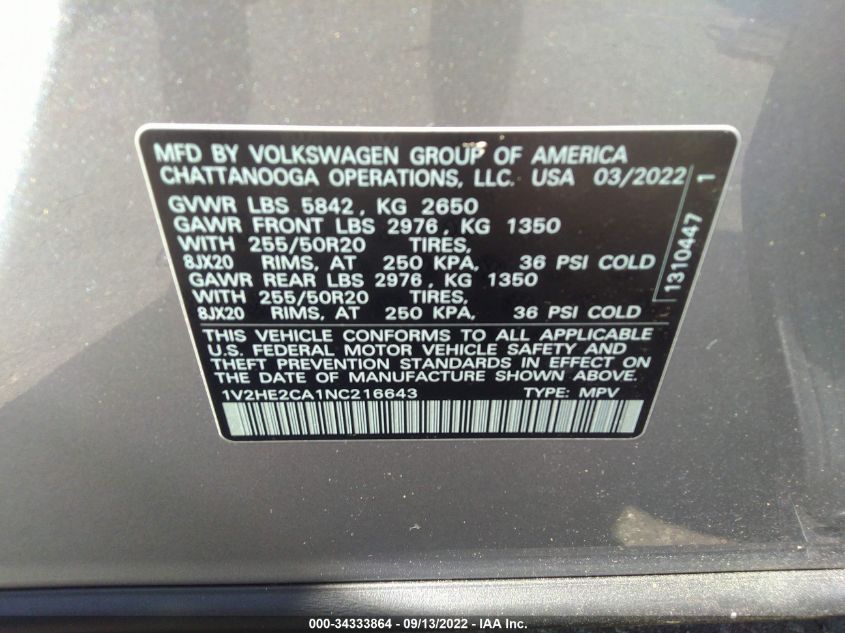 MFD BY VOLKSWAGEN GROUP OF AMERICA
CHATTANOOGA OPERATIONS, LLC. USA 03/2022
GVWR LBS 5842, KG 2650
GAWR FRONT LBS 2976, KG 1350
WITH 255/50R20 TIRES,
8JX20 RIMS, AT 250 KPA, 36 PSI COLD
GAWR REAR LBS 2976, KG 1350
WITH 255/50R20 TIRES,
8JX20 RIMS, AT 250 KPA, 36 PSI COLD
THIS VEHICLE CONFORMS TO ALL APPLICABLE
U.S. FEDERAL MOTOR VEHICLE SAFETY AND
THEFT PREVENTION STANDARDS IN EFFECT ON
THE DATE OF MANUFACTURE SHOWN ABOVE.
1V2HE2CA1NC216643 TYPE: MPV
1310447 1
000-34333864 - 09/13/2022 - IAA Inc.